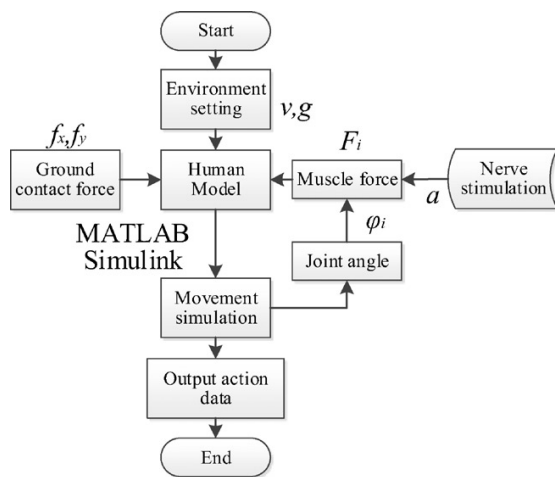 Start
Environment
setting
v,g
fx,fy
Ground
contact force
Human
Model
Fi
Muscle force
Nerve
stimulation
a
MATLAB
Simulink
φi
Joint angle
Movement
simulation
Output action
data
End